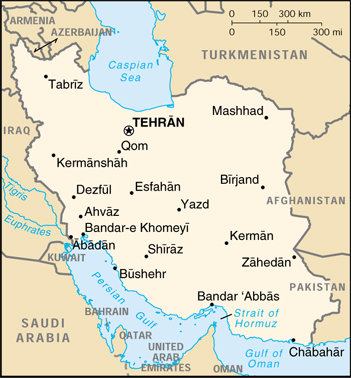 ARMENIA
AZERBAIJAN
0 150 300 km
0 150 300 mi
TURKMENISTAN
Caspian
Sea
Tabrīz
TEHRĀN
Mashhad
Qom
IRAQ
Kermānshāh
Bīrjand
Dezfūl
Eşfahān
Tigris
AFGHANISTAN
Yazd
Ahvāz
Euphrates
Bandar-e Khomeyī
Ābādān
Kermān
KUWAIT
Shīrāz
Zāhedān
Būshehr
Persian Gulf
PAKISTAN
Bandar ‘Abbās
BAHRAIN
Strait of
Hormuz
SAUDI
ARABIA
QATAR
UNITED
ARAB
EMIRATES
Gulf of
Oman
Chābahār
OMAN